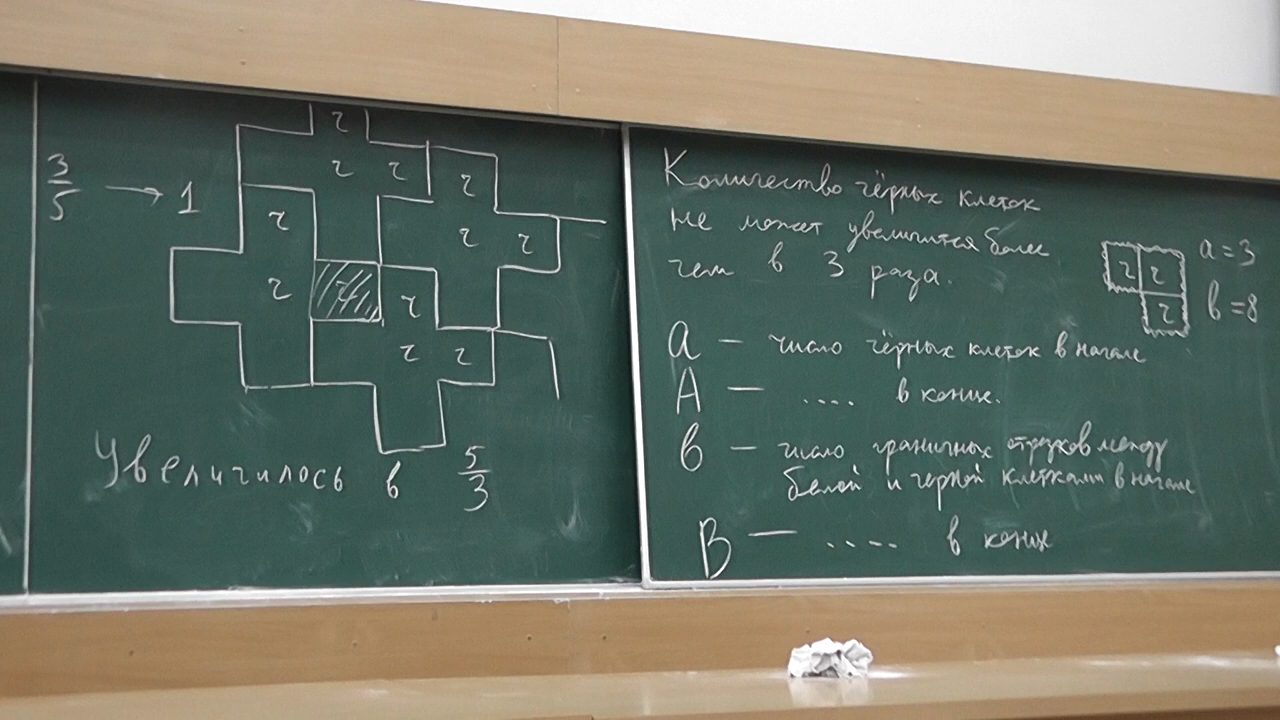 3/5 → 1
ч
ч ч
ч
ч
ч ч
ч
ч
ч ч
ч
ч ч
Увеличилось в 5/3
Количество чёрных клеток
не может увеличится более
чем в 3 раза.
ч ч
ч
a = 3
b = 8
a — число чёрных клеток в начале
A — .... в конце.
b — число граничных отрезков между
белой и черной клетками в начале
B — .... в конце